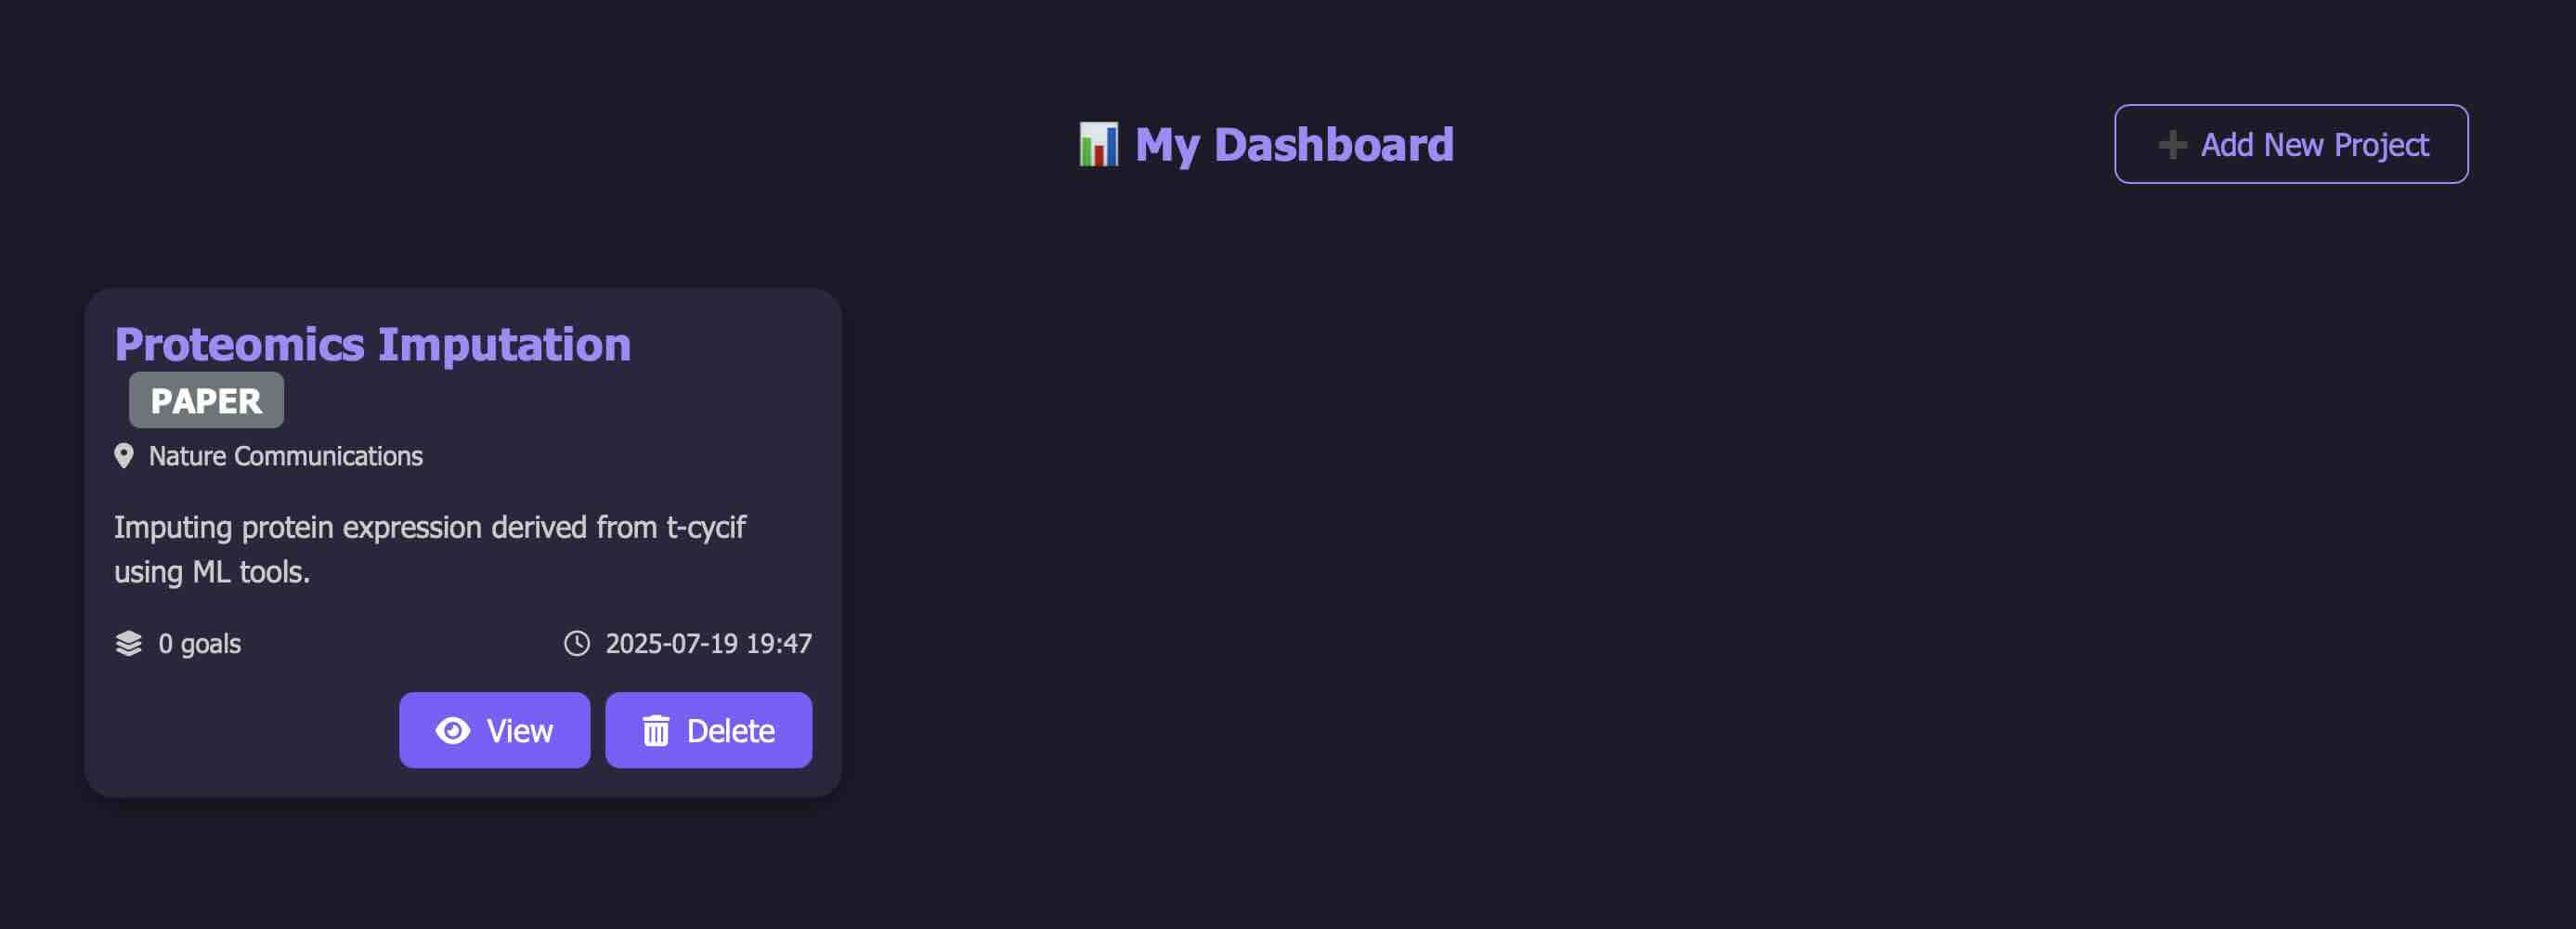 My Dashboard
Add New Project
Proteomics Imputation
PAPER
Nature Communications
Imputing protein expression derived from t-cycif
using ML tools.
0 goals
2025-07-19 19:47
View
Delete